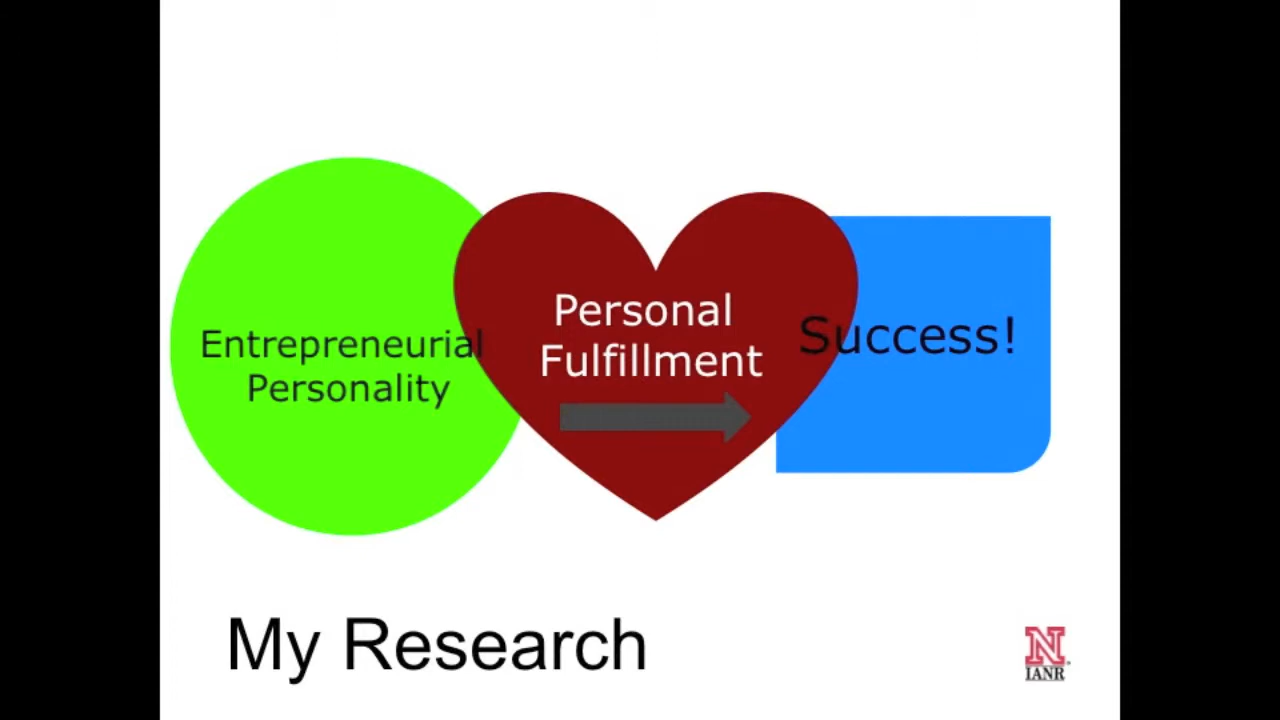 Entrepreneurial
Personality
Personal
Fulfillment
Success!
My Research
N
IANR